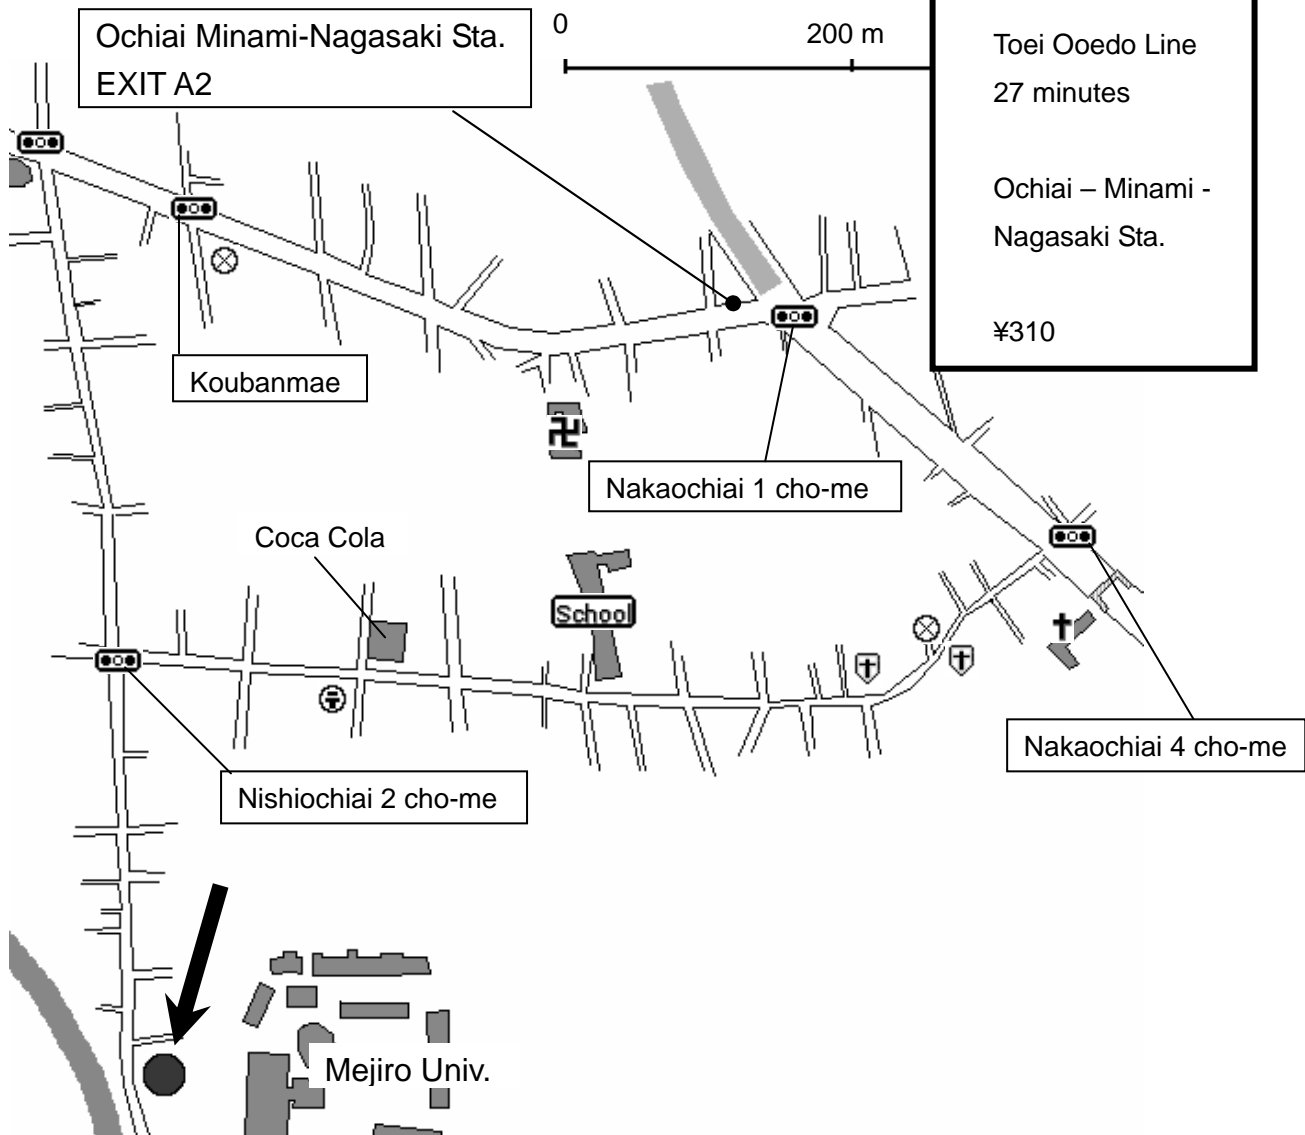 Ochiai Minami-Nagasaki Sta.
EXIT A2
0
200 m
Toei Ooedo Line
27 minutes
Ochiai – Minami -
Nagasaki Sta.
¥310
Koubanmae
卍
Nakaochiai 1 cho-me
Coca Cola
School
Nakaochiai 4 cho-me
Nishiochiai 2 cho-me
Mejiro Univ.